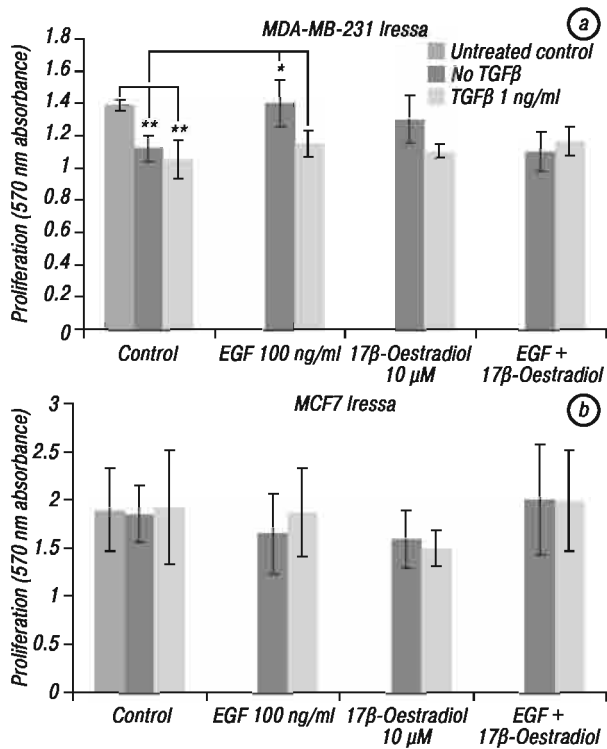 MDA-MB-231 Iressa
a
Untreated control
No TGFβ
TGFβ 1 ng/ml
Proliferation (570 nm absorbance)
1.8
1.6
1.4
1.2
1
0.8
0.6
0.4
0.2
0
**
**
*
Control
EGF 100 ng/ml
17β-Oestradiol
10 µM
EGF +
17β-Oestradiol
MCF7 Iressa
b
Proliferation (570 nm absorbance)
3
2.5
2
1.5
1
0.5
0
Control
EGF 100 ng/ml
17β-Oestradiol
10 µM
EGF +
17β-Oestradiol